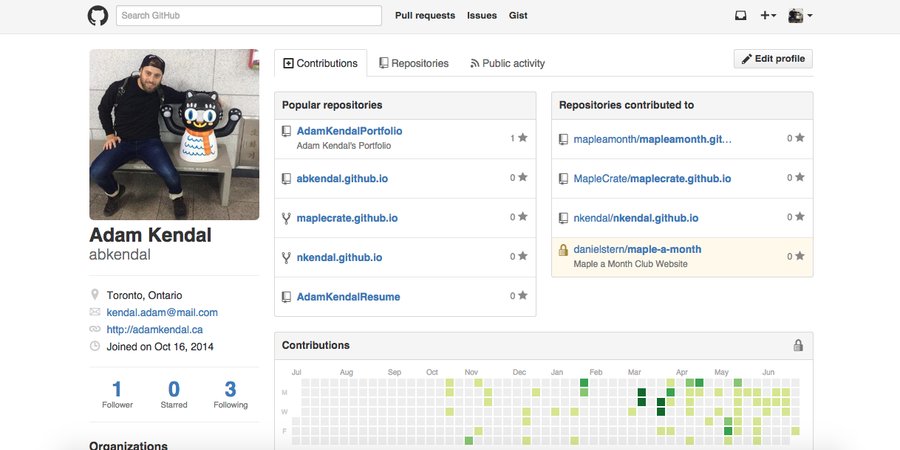 Search GitHub
Pull requests Issues Gist
Contributions Repositories Public activity
Edit profile
Adam Kendal
abkendal
Toronto, Ontario
kendal.adam@mail.com
http://adamkendal.ca
Joined on Oct 16, 2014
1 0 3
Follower Starred Following
Organizations
Popular repositories
AdamKendalPortfolio 1
Adam Kendal's Portfolio
abkendal.github.io 0
maplecrate.github.io 0
nkendal.github.io 0
AdamKendalResume 0
Repositories contributed to
mapleamonth/mapleamonth.git… 0
MapleCrate/maplecrate.github.io 0
nkendal/nkendal.github.io 0
danielstern/maple-a-month 0
Maple a Month Club Website
Contributions
Jul Aug Sep Oct Nov Dec Jan Feb Mar Apr May Jun
M
W
F